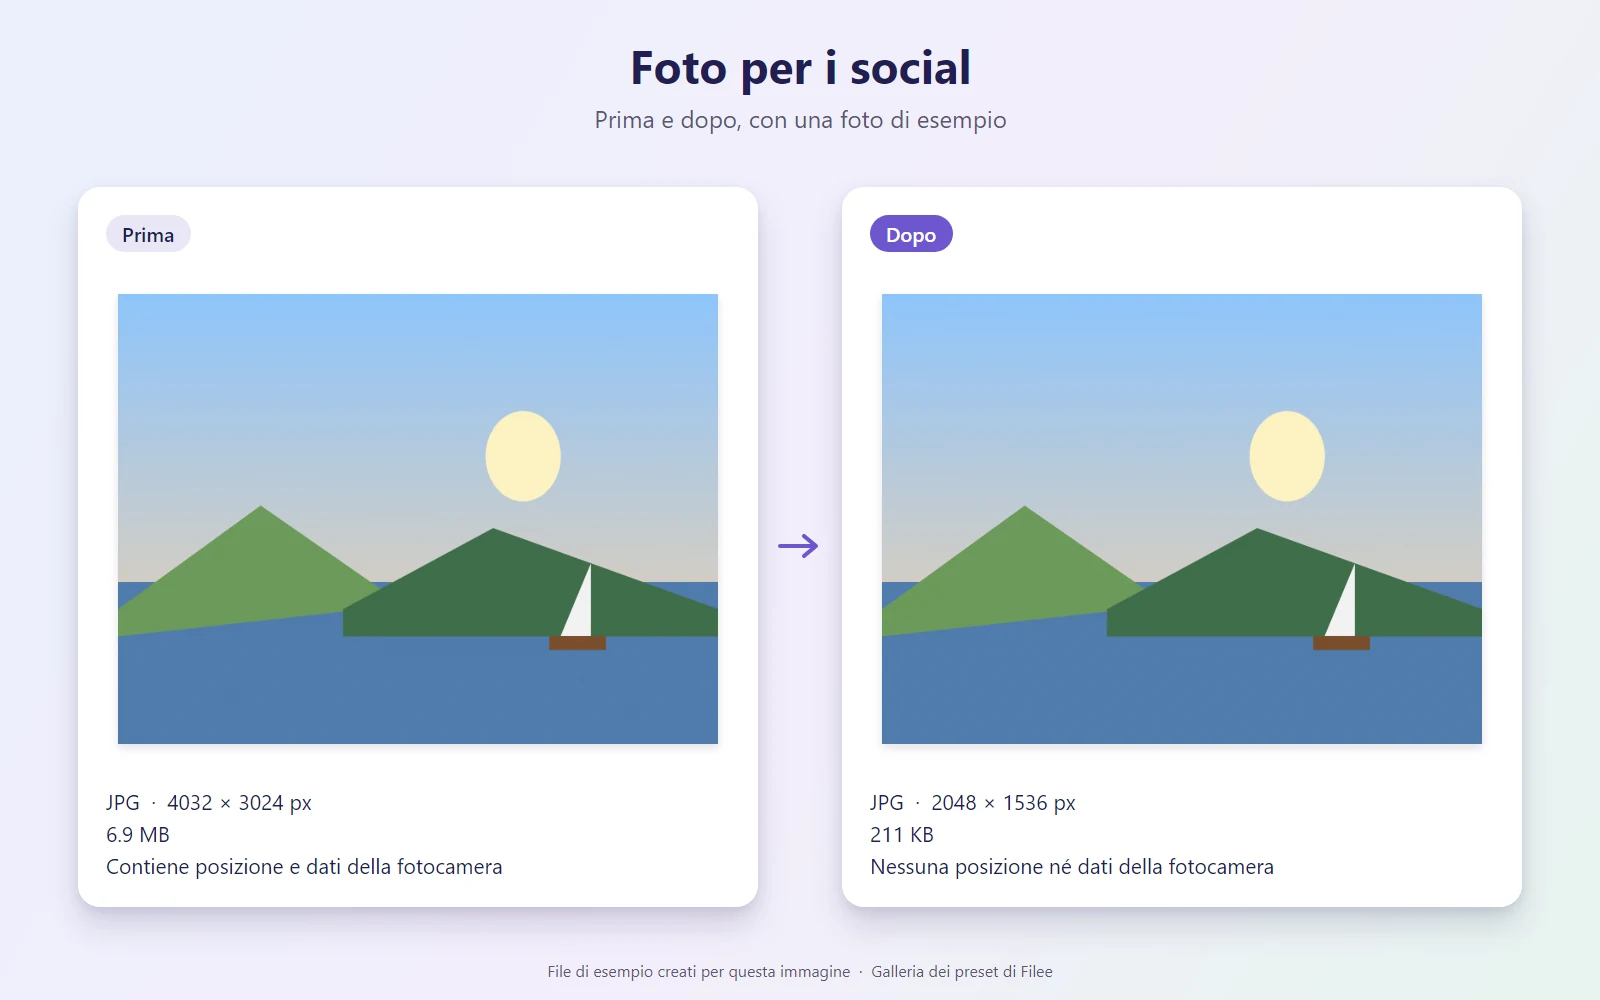 Foto per i social
Prima e dopo, con una foto di esempio
Prima
JPG · 4032 × 3024 px
6.9 MB
Contiene posizione e dati della fotocamera
Dopo
JPG · 2048 × 1536 px
211 KB
Nessuna posizione né dati della fotocamera
File di esempio creati per questa immagine · Galleria dei preset di Filee